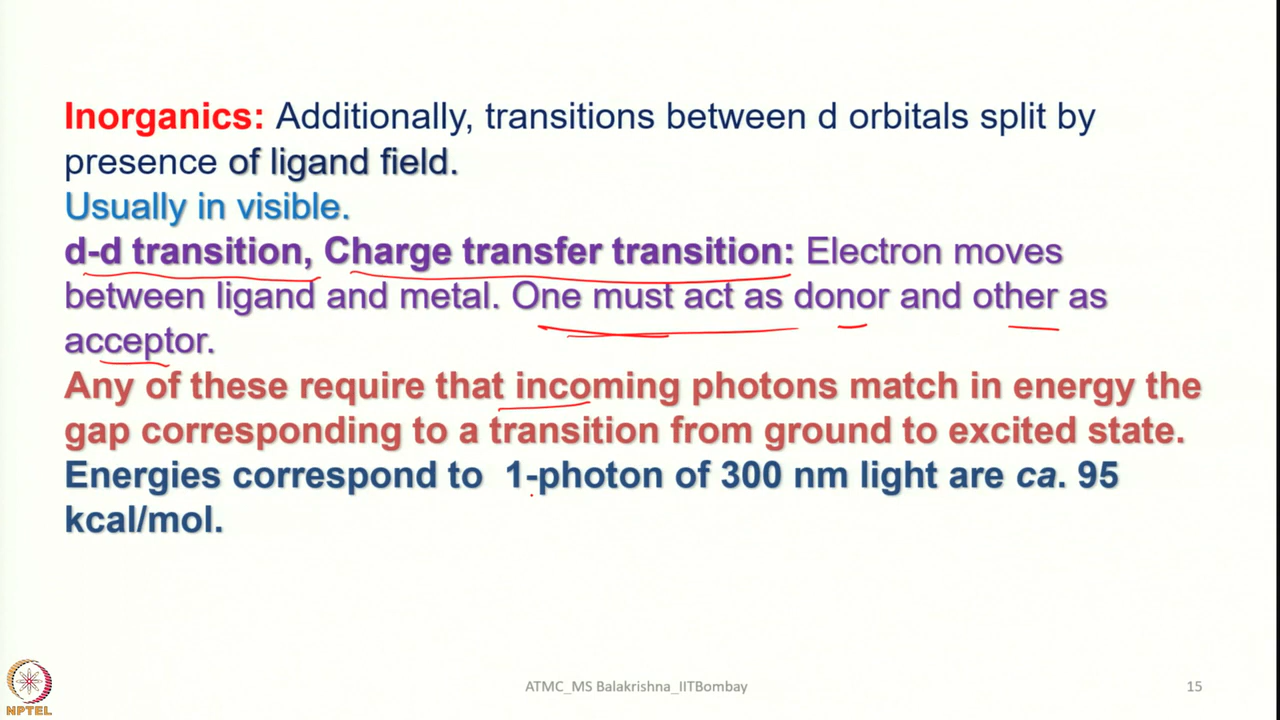 Inorganics: Additionally, transitions between d orbitals split by
presence of ligand field.
Usually in visible.
d-d transition, Charge transfer transition: Electron moves
between ligand and metal. One must act as donor and other as
acceptor.
Any of these require that incoming photons match in energy the
gap corresponding to a transition from ground to excited state.
Energies correspond to 1-photon of 300 nm light are ca. 95
kcal/mol.
NPTEL
ATMC_MS Balakrishna_IITBombay
15